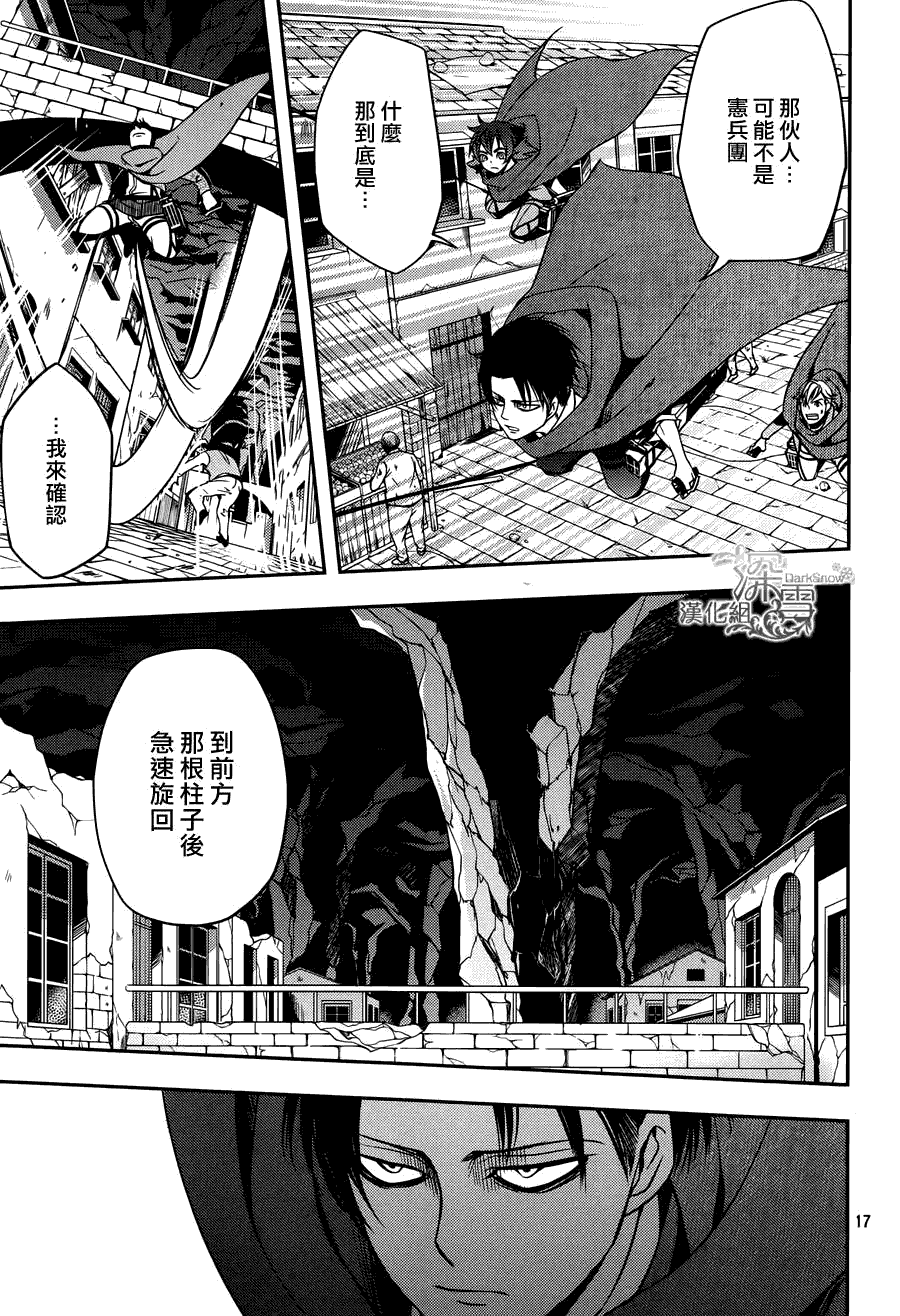 那伙人…
可能不是
憲兵團
什麼
那到底是…
…我來確認
深雪
DarkSnow
漢化組
到前方
那根柱子後
急速旋回
17